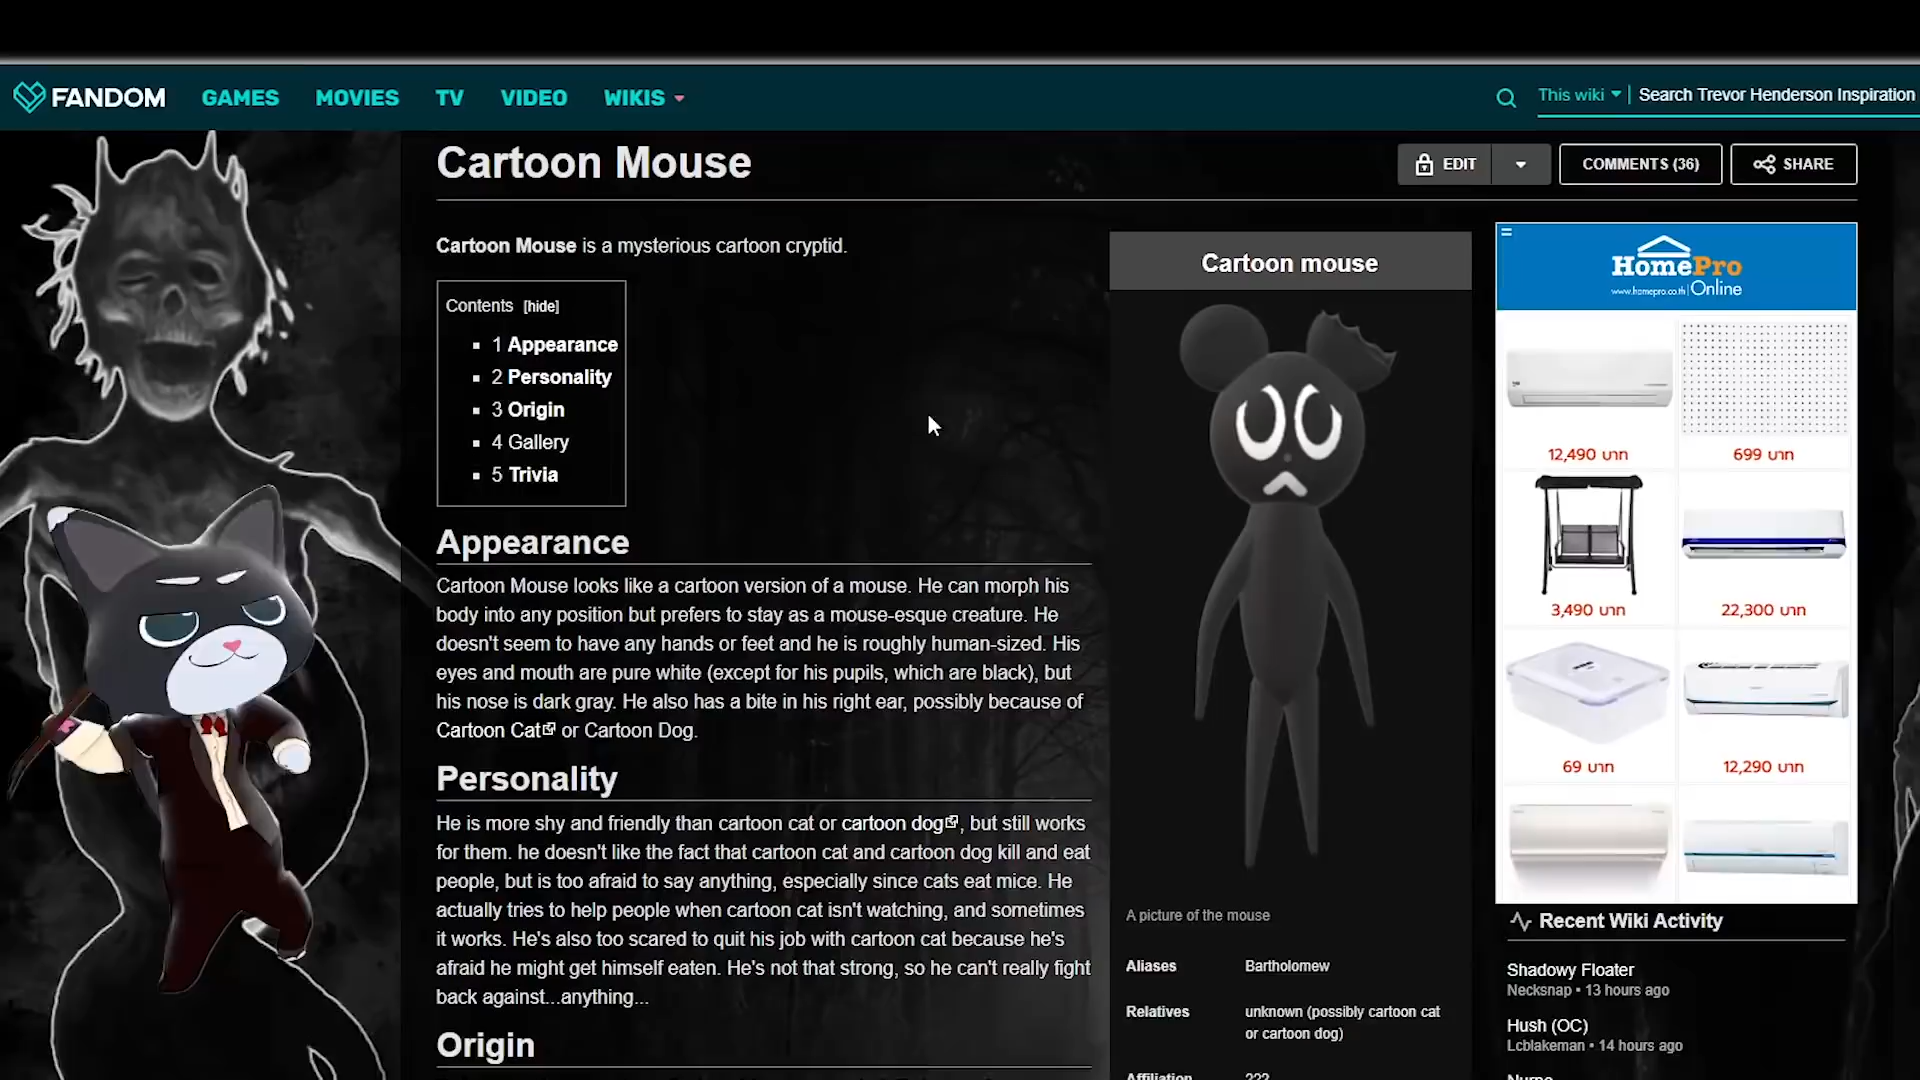 FANDOM
GAMES
MOVIES
TV
VIDEO
WIKIS
This wiki
Search Trevor Henderson Inspiration
Cartoon Mouse
EDIT
COMMENTS (36)
SHARE
Cartoon Mouse is a mysterious cartoon cryptid.
Contents [hide]
1 Appearance
2 Personality
3 Origin
4 Gallery
5 Trivia
Appearance
Cartoon Mouse looks like a cartoon version of a mouse. He can morph his
body into any position but prefers to stay as a mouse-esque creature. He
doesn't seem to have any hands or feet and he is roughly human-sized. His
eyes and mouth are pure white (except for his pupils, which are black), but
his nose is dark gray. He also has a bite in his right ear, possibly because of
Cartoon Cat or Cartoon Dog.
Personality
He is more shy and friendly than cartoon cat or cartoon dog, but still works
for them. he doesn't like the fact that cartoon cat and cartoon dog kill and eat
people, but is too afraid to say anything, especially since cats eat mice. He
actually tries to help people when cartoon cat isn't watching, and sometimes
it works. He's also too scared to quit his job with cartoon cat because he's
afraid he might get himself eaten. He's not that strong, so he can't really fight
back against...anything...
Origin
Cartoon mouse
A picture of the mouse
Aliases
Bartholomew
Relatives
unknown (possibly cartoon cat
or cartoon dog)
Affiliation
???
HomePro
www.homepro.co.th | Online
12,490 บาท
699 บาท
3,490 บาท
22,300 บาท
69 บาท
12,290 บาท
Recent Wiki Activity
Shadowy Floater
Necksnap • 13 hours ago
Hush (OC)
Lcblakeman • 14 hours ago